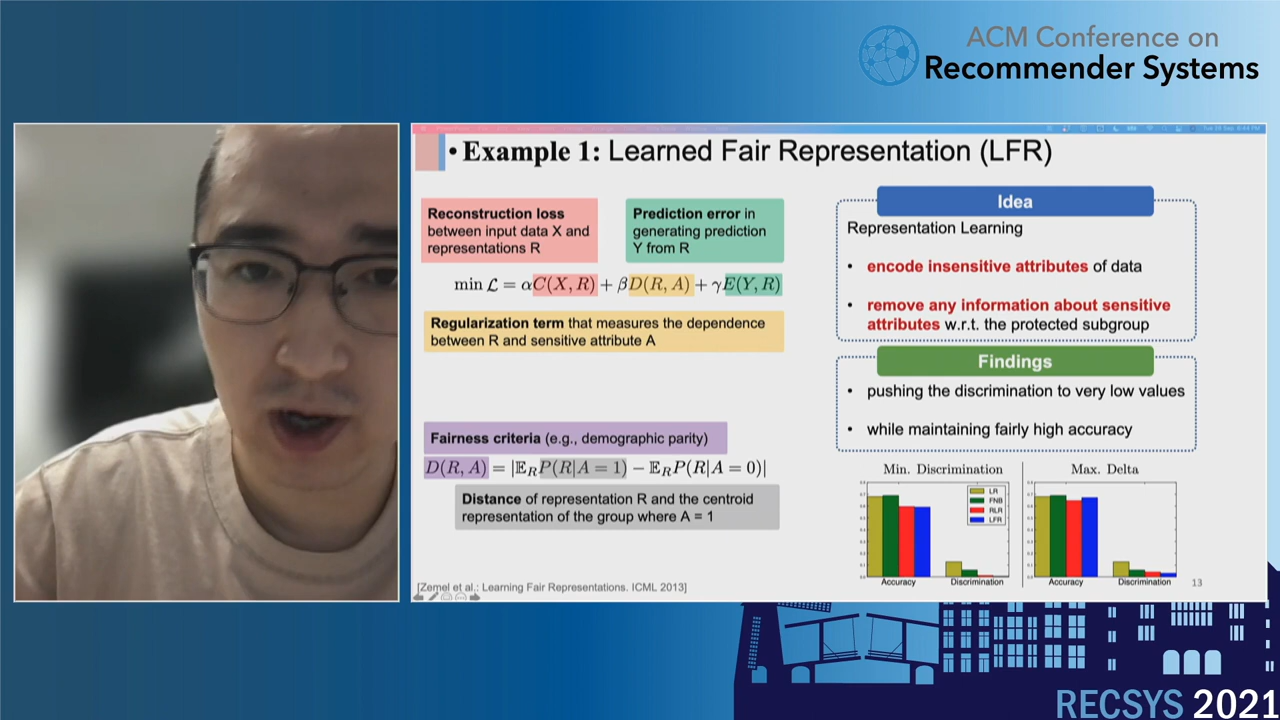 ACM Conference on
Recommender Systems
• Example 1: Learned Fair Representation (LFR)
Reconstruction loss
between input data X and
representations R
Prediction error in
generating prediction
Y from R
min ℒ = αC(X, R) + βD(R, A) + γE(Y, R)
Regularization term that measures the dependence
between R and sensitive attribute A
Fairness criteria (e.g., demographic parity)
D(R, A) = |𝔼_R P(R|A = 1) − 𝔼_R P(R|A = 0)|
Distance of representation R and the centroid
representation of the group where A = 1
[Zemel et al.: Learning Fair Representations. ICML 2013]
Idea
Representation Learning
• encode insensitive attributes of data
• remove any information about sensitive
attributes w.r.t. the protected subgroup
Findings
• pushing the discrimination to very low values
• while maintaining fairly high accuracy
Min. Discrimination
LR
FNB
RLR
LFR
Accuracy
Discrimination
Max. Delta
Accuracy
Discrimination
13
RECSYS 2021